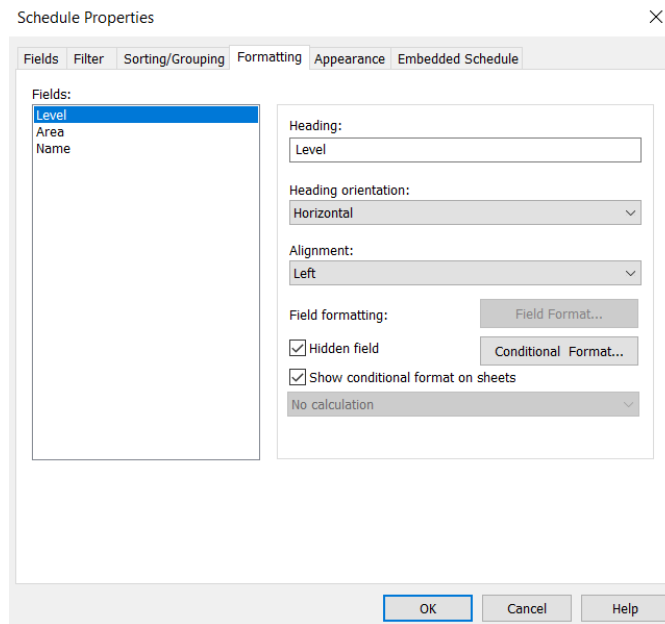 Schedule Properties
Fields Filter Sorting/Grouping Formatting Appearance Embedded Schedule
Fields:
Level
Area
Name
Heading:
Level
Heading orientation:
Horizontal
Alignment:
Left
Field formatting:
Field Format...
Hidden field
Conditional Format...
Show conditional format on sheets
No calculation
OK Cancel Help